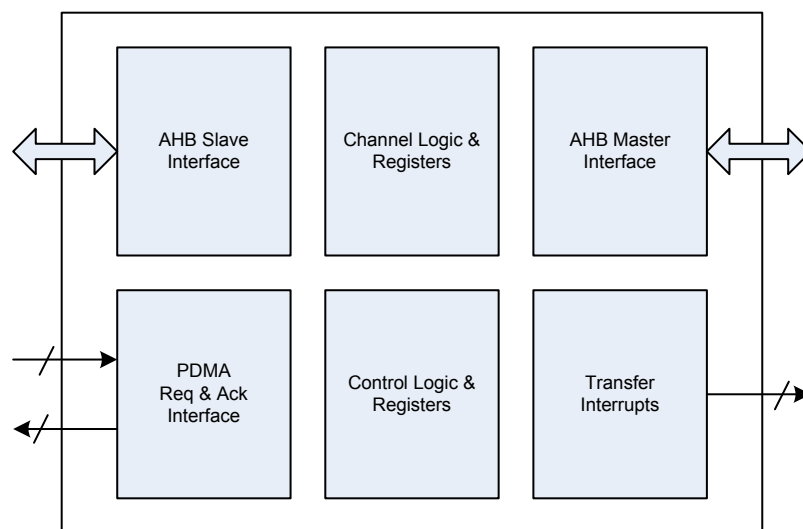 AHB Slave
Interface
Channel Logic &
Registers
AHB Master
Interface
PDMA
Req & Ack
Interface
Control Logic &
Registers
Transfer
Interrupts